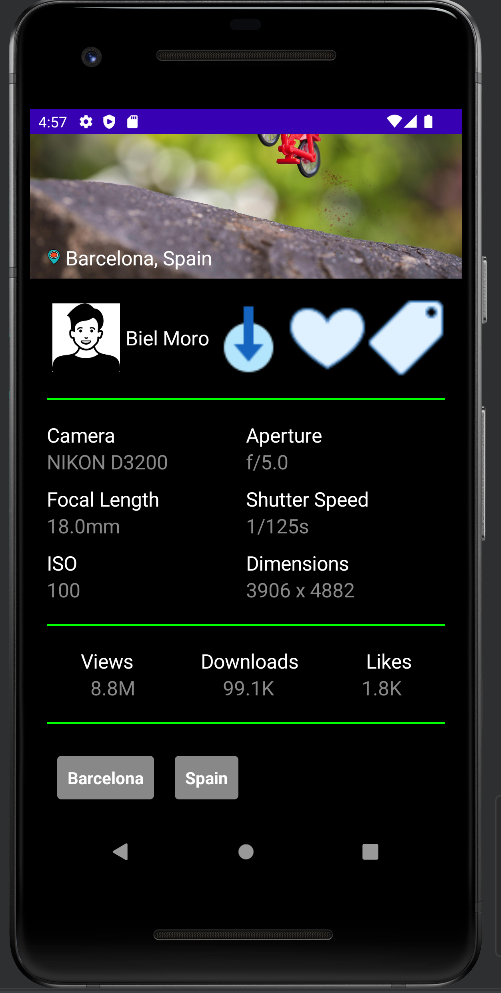 4:57
Barcelona, Spain
Biel Moro
Camera Aperture
NIKON D3200 f/5.0
Focal Length Shutter Speed
18.0mm 1/125s
ISO Dimensions
100 3906 x 4882
Views Downloads Likes
8.8M 99.1K 1.8K
Barcelona Spain